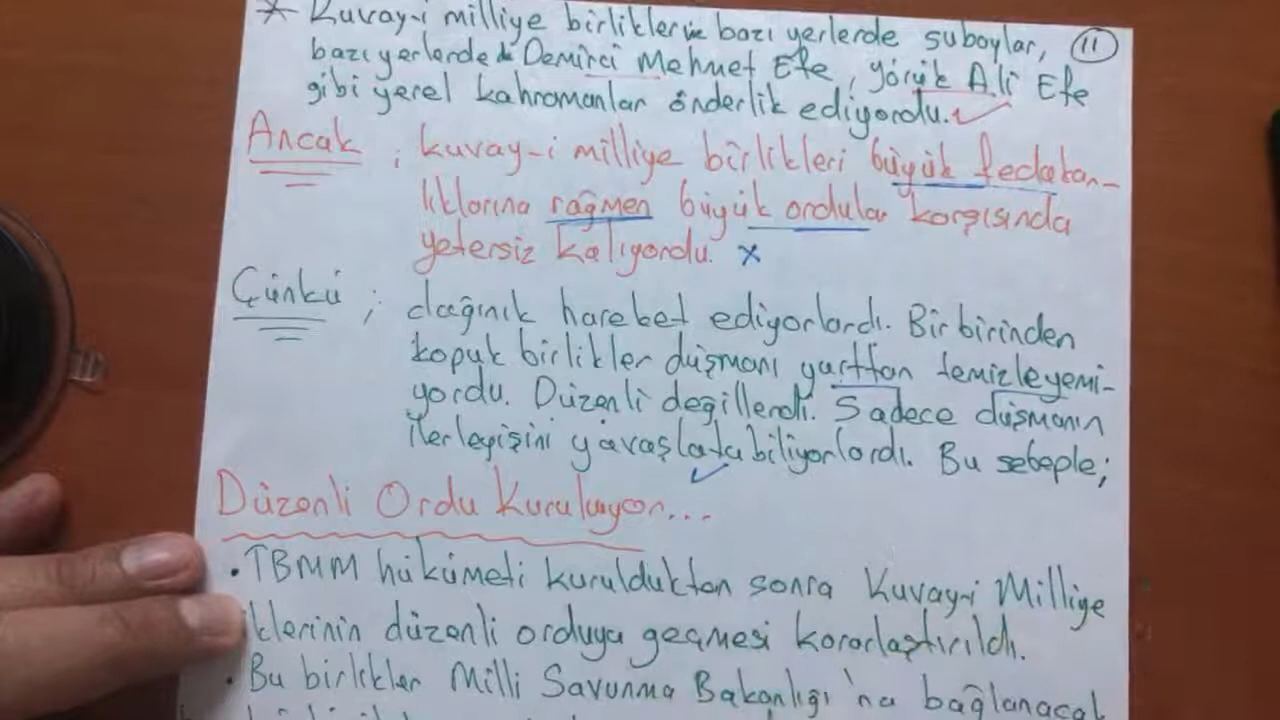 * Kuvay-i milliye birliklerine bazı yerlerde subaylar, 11
bazı yerlerde de Demirci Mehmet Efe, Yörük Ali Efe
gibi yerel kahramanlar önderlik ediyordu.
Ancak ; kuvay-i milliye birlikleri büyük fedakar-
lıklarına rağmen büyük ordular karşısında
yetersiz kalıyordu. x
Çünkü ; dağınık hareket ediyorlardı. Birbirinden
kopuk birlikler düşmanı yurttan temizleyemi-
yordu. Düzenli değillerdi. Sadece düşmanın
ilerleyişini yavaşlatabiliyorlardı. Bu sebeple;
Düzenli Ordu Kuruluyor...
• TBMM hükümeti kurulduktan sonra Kuvay-i Milliye
klerinin düzenli orduya geçmesi kararlaştırıldı.
• Bu birlikler Milli Savunma Bakanlığı'na bağlanacak